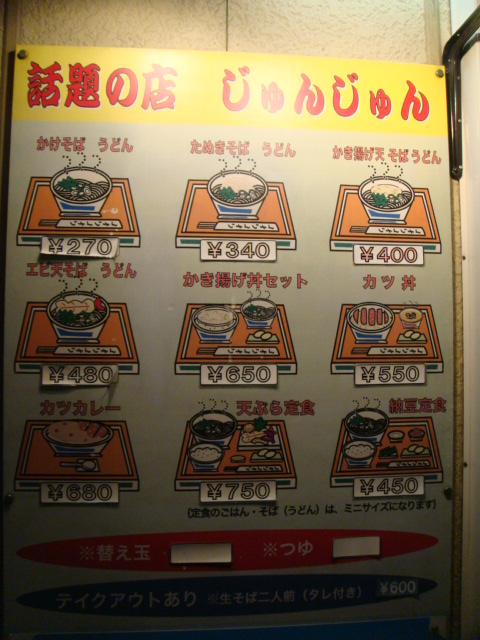 話題の店 じゅんじゅん
かけそば うどん
たぬきそば うどん
かき揚げ天 そば うどん
¥270
¥340
¥400
エビ天そば うどん
かき揚げ丼セット
カツ丼
¥480
¥650
¥550
カツカレー
天ぷら定食
納豆定食
¥680
¥750
¥450
(定食のごはん・そば(うどん)は、ミニサイズになります)
※替え玉 ※つゆ
テイクアウトあり ※生そば二人前(タレ付き) ¥600